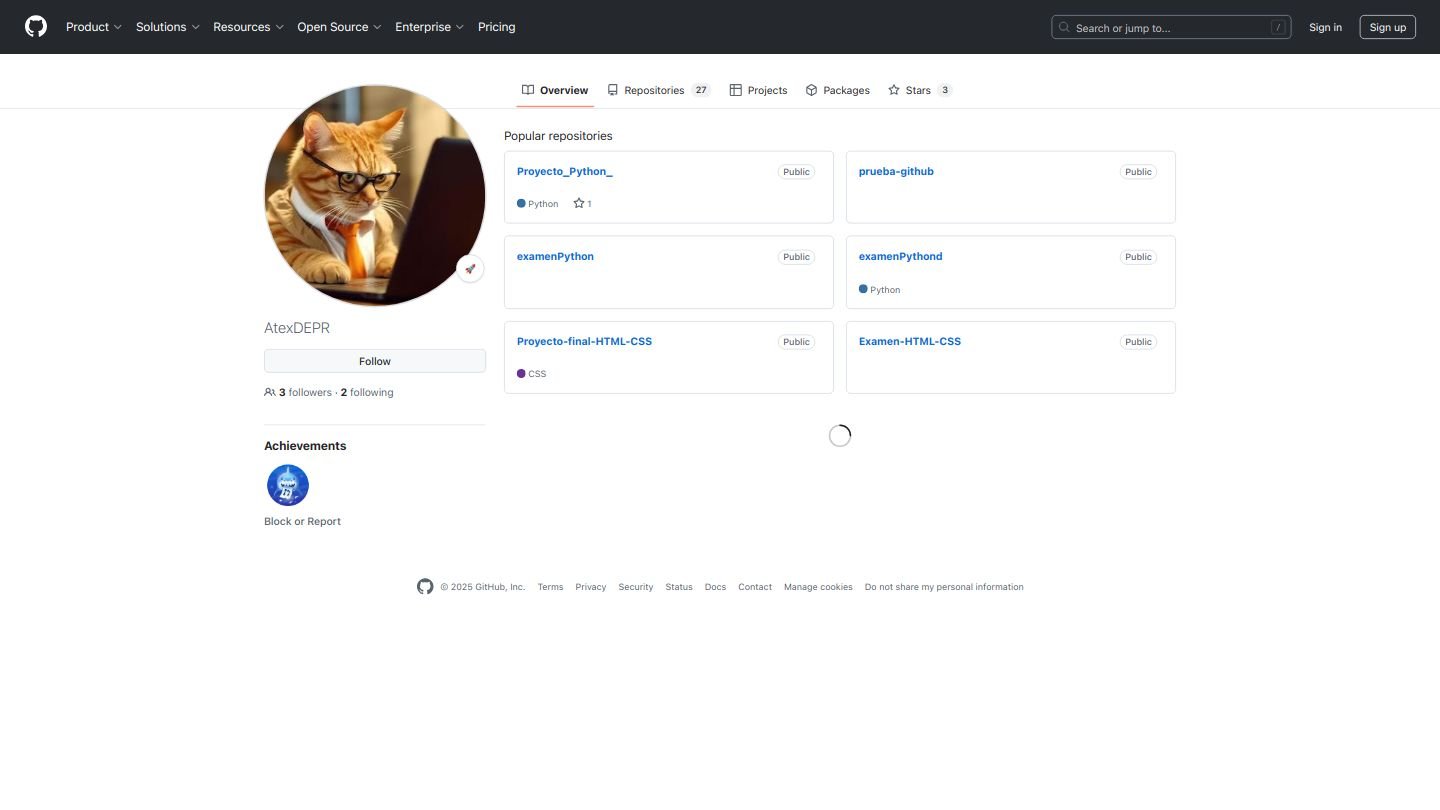 Product Solutions Resources Open Source Enterprise Pricing Search or jump to... / Sign in Sign up
Overview Repositories 27 Projects Packages Stars 3
AtexDEPR
Follow
3 followers · 2 following
Achievements
Block or Report
Popular repositories
Proyecto_Python_ Public
Python 1
prueba-github Public
examenPython Public
examenPythond Public
Python
Proyecto-final-HTML-CSS Public
CSS
Examen-HTML-CSS Public
© 2025 GitHub, Inc. Terms Privacy Security Status Docs Contact Manage cookies Do not share my personal information